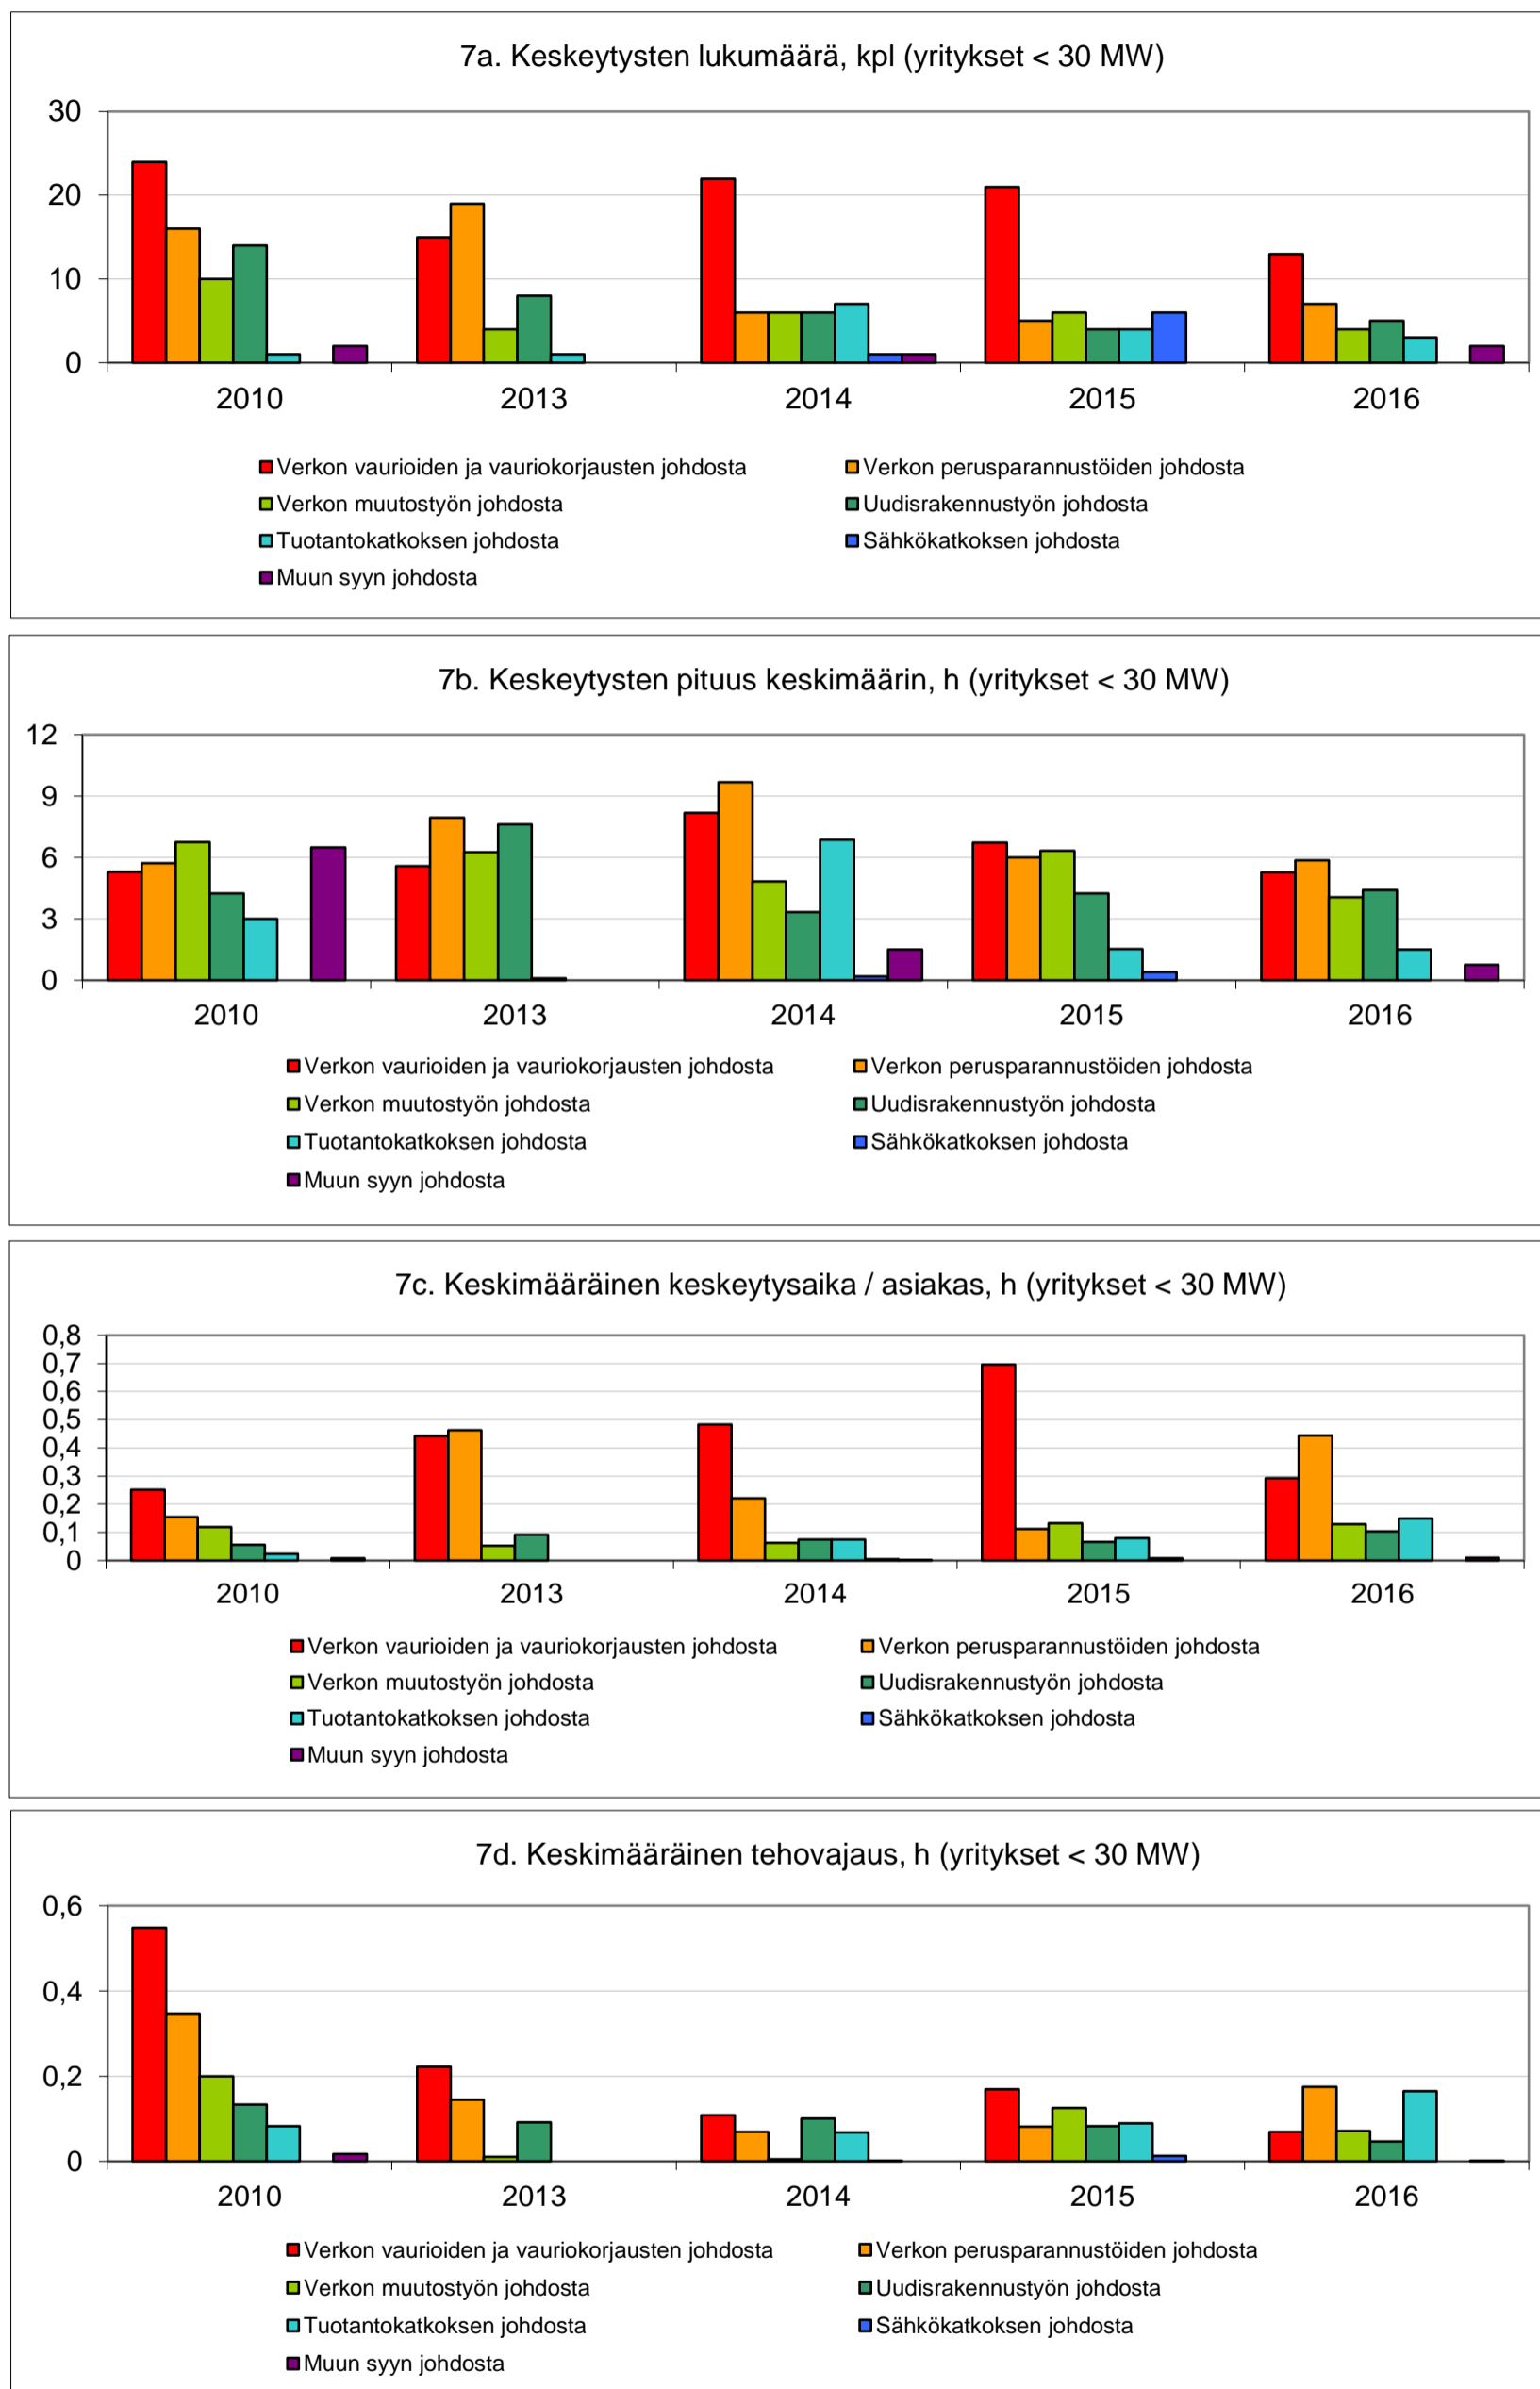 7a. Keskeytysten lukumäärä, kpl (yritykset < 30 MW)
30
20
10
0
2010 2013 2014 2015 2016
Verkon vaurioiden ja vauriokorjausten johdosta Verkon perusparannustöiden johdosta
Verkon muutostyön johdosta Uudisrakennustyön johdosta
Tuotantokatkoksen johdosta Sähkökatkoksen johdosta
Muun syyn johdosta
7b. Keskeytysten pituus keskimäärin, h (yritykset < 30 MW)
12
9
6
3
0
2010 2013 2014 2015 2016
Verkon vaurioiden ja vauriokorjausten johdosta Verkon perusparannustöiden johdosta
Verkon muutostyön johdosta Uudisrakennustyön johdosta
Tuotantokatkoksen johdosta Sähkökatkoksen johdosta
Muun syyn johdosta
7c. Keskimääräinen keskeytysaika / asiakas, h (yritykset < 30 MW)
0,8
0,7
0,6
0,5
0,4
0,3
0,2
0,1
0
2010 2013 2014 2015 2016
Verkon vaurioiden ja vauriokorjausten johdosta Verkon perusparannustöiden johdosta
Verkon muutostyön johdosta Uudisrakennustyön johdosta
Tuotantokatkoksen johdosta Sähkökatkoksen johdosta
Muun syyn johdosta
7d. Keskimääräinen tehovajaus, h (yritykset < 30 MW)
0,6
0,4
0,2
0
2010 2013 2014 2015 2016
Verkon vaurioiden ja vauriokorjausten johdosta Verkon perusparannustöiden johdosta
Verkon muutostyön johdosta Uudisrakennustyön johdosta
Tuotantokatkoksen johdosta Sähkökatkoksen johdosta
Muun syyn johdosta